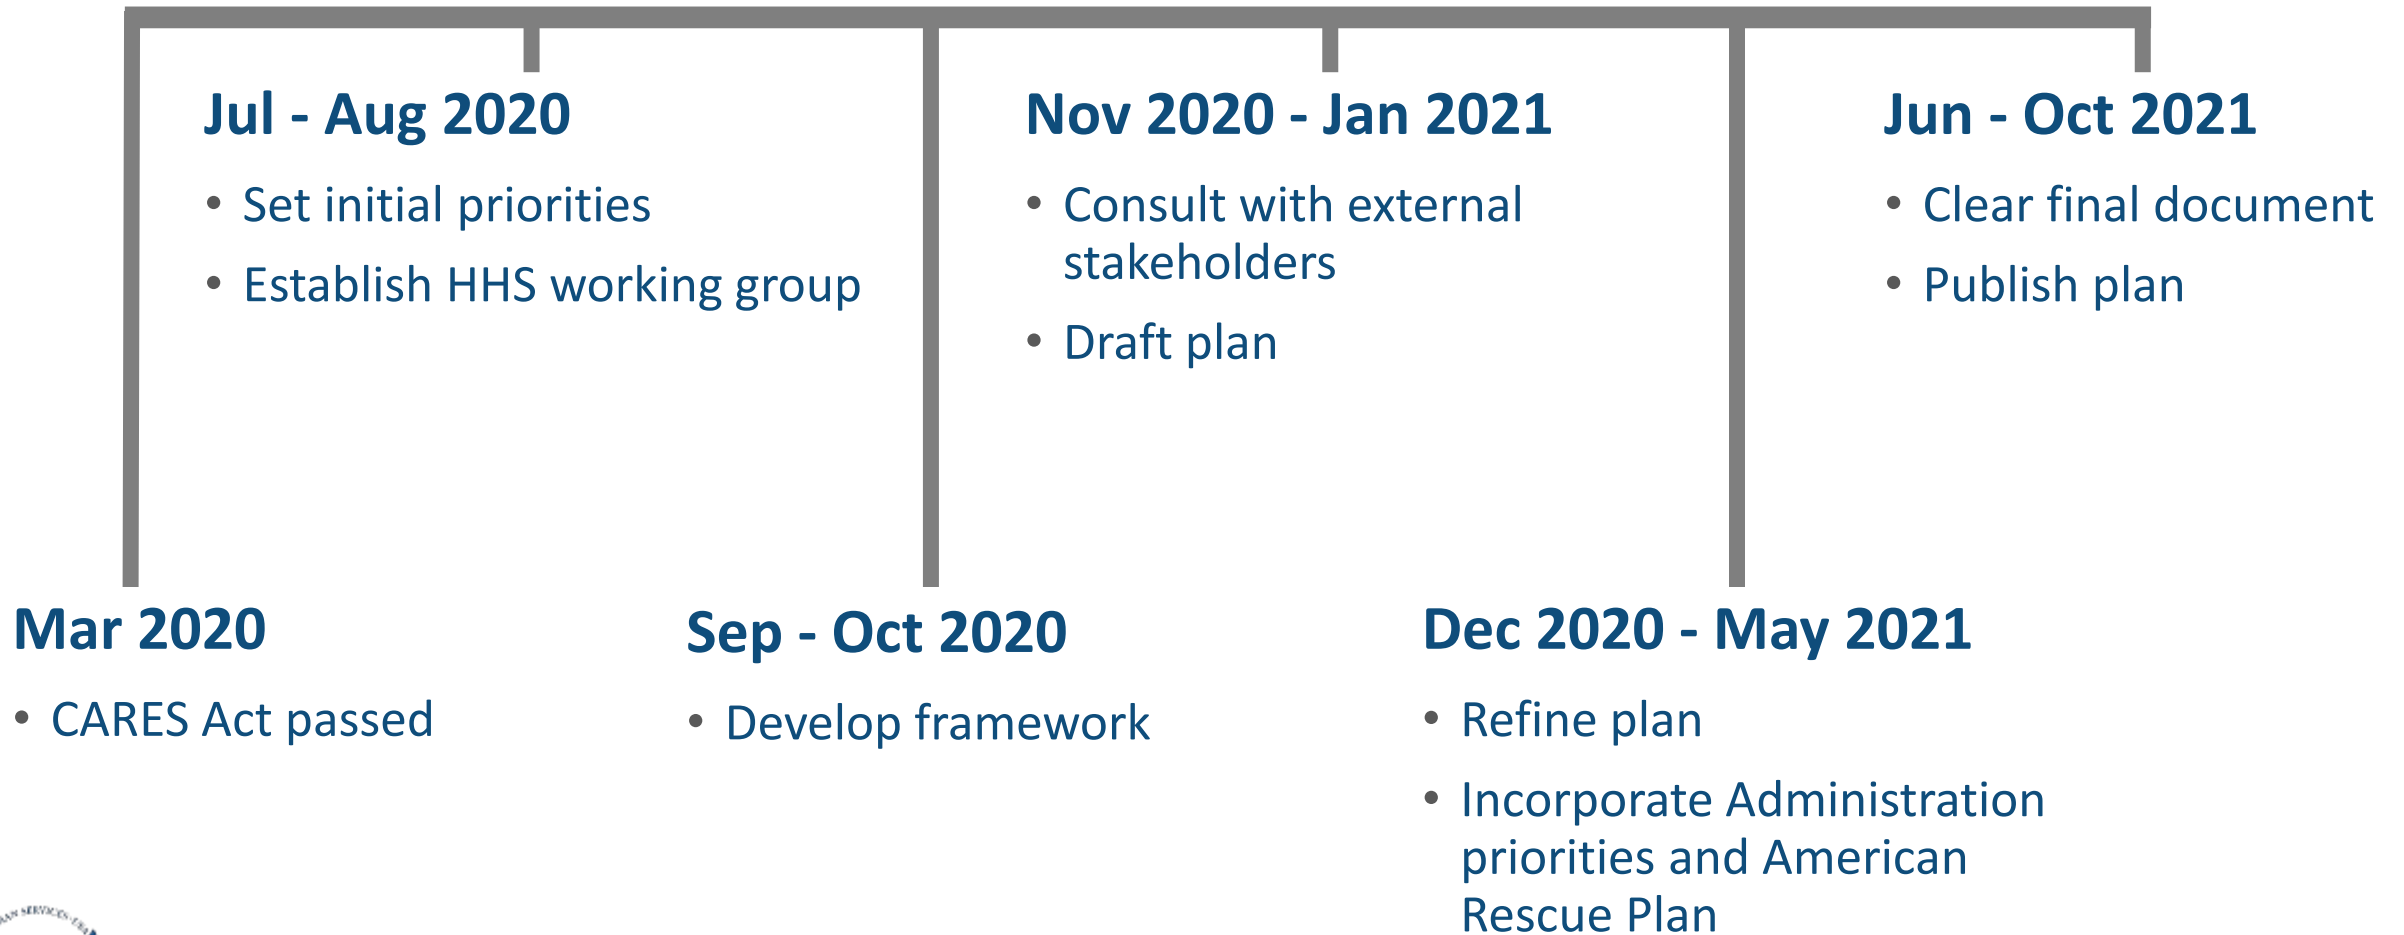 Jul - Aug 2020
• Set initial priorities
• Establish HHS working group
Nov 2020 - Jan 2021
• Consult with external
stakeholders
• Draft plan
Jun - Oct 2021
• Clear final document
• Publish plan
Mar 2020
• CARES Act passed
Sep - Oct 2020
• Develop framework
Dec 2020 - May 2021
• Refine plan
• Incorporate Administration
priorities and American
Rescue Plan
SERVICES